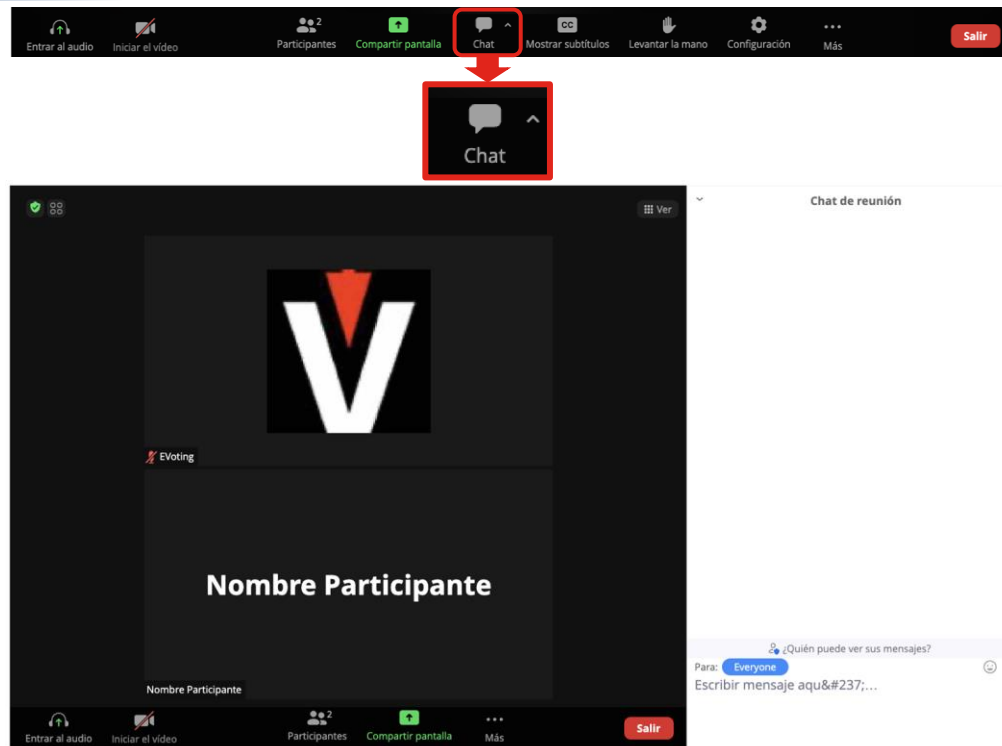 Entrar al audio Iniciar el vídeo 2 Participantes Compartir pantalla Chat CC Mostrar subtítulos Levantar la mano Configuración Más Salir
Chat
Ver
Chat de reunión
V
EVoting
Nombre Participante
Nombre Participante
¿Quién puede ver sus mensajes?
Para: Everyone
Escribir mensaje aqu&#237;...
Entrar al audio Iniciar el vídeo 2 Participantes Compartir pantalla Más Salir